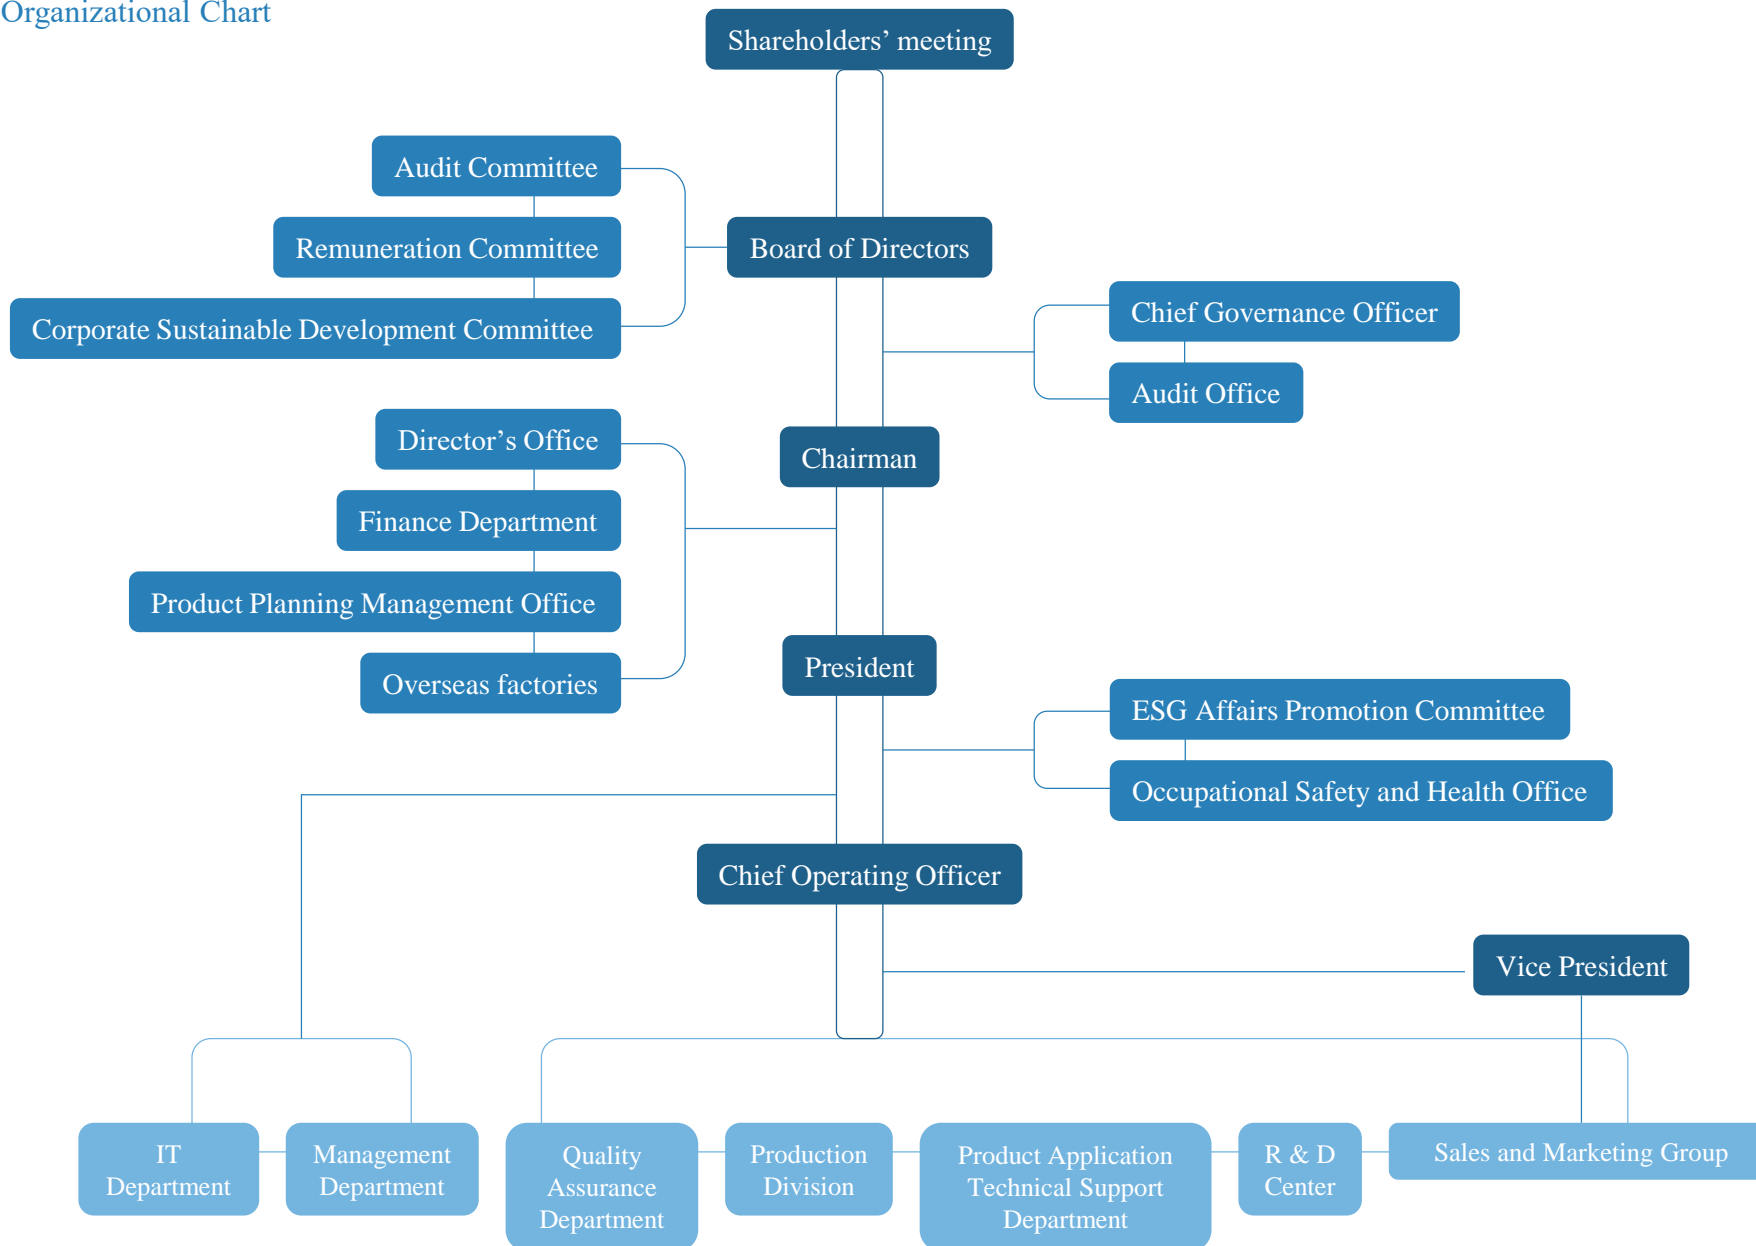 Organizational Chart
Shareholders’ meeting
Audit Committee
Remuneration Committee
Board of Directors
Corporate Sustainable Development Committee
Chief Governance Officer
Audit Office
Director’s Office
Chairman
Finance Department
Product Planning Management Office
Overseas factories
President
ESG Affairs Promotion Committee
Occupational Safety and Health Office
Chief Operating Officer
Vice President
IT
Department
Management
Department
Quality
Assurance
Department
Production
Division
Product Application
Technical Support
Department
R & D
Center
Sales and Marketing Group